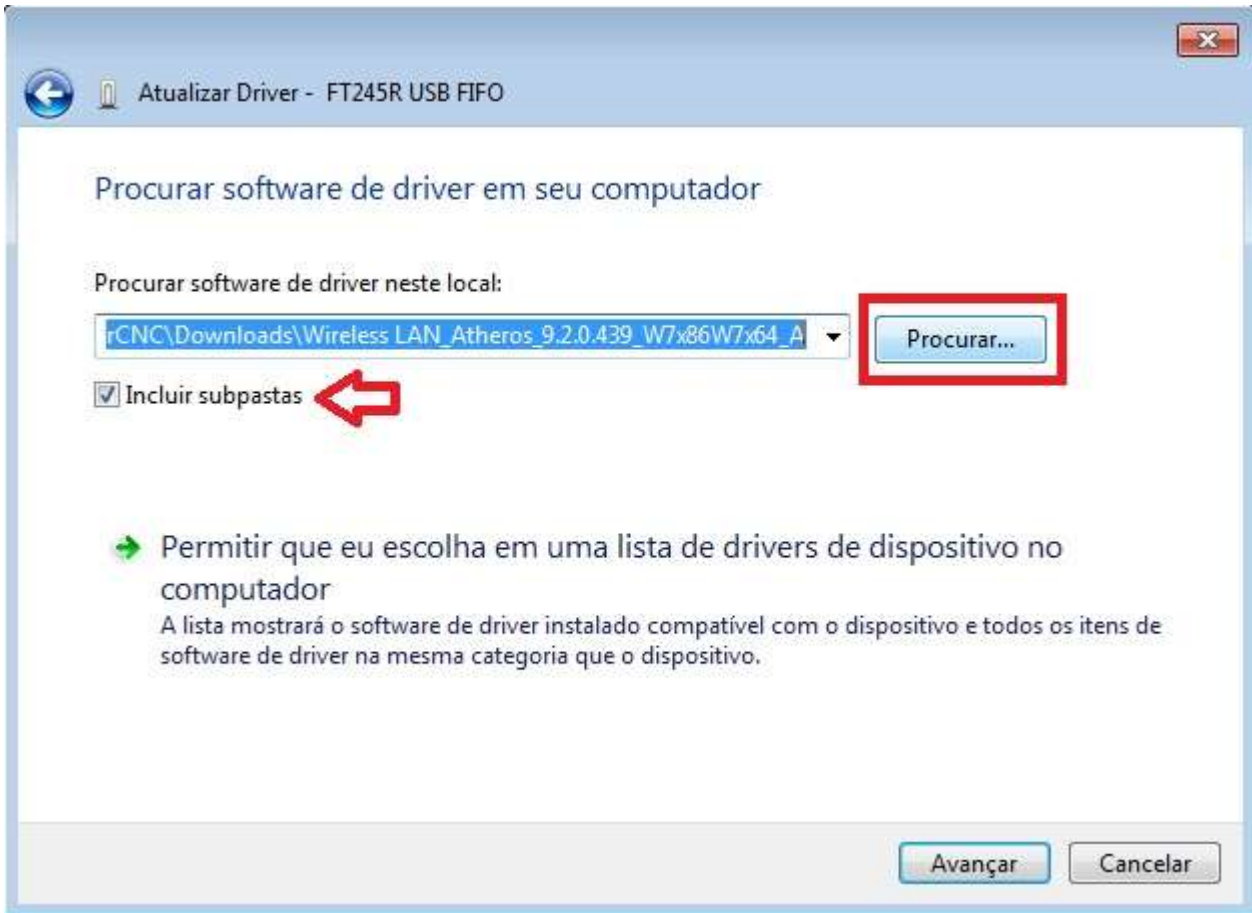 Atualizar Driver - FT245R USB FIFO
Procurar software de driver em seu computador
Procurar software de driver neste local:
rCNC\Downloads\Wireless LAN_Atheros_9.2.0.439_W7x86W7x64_A
Procurar...
Incluir subpastas
Permitir que eu escolha em uma lista de drivers de dispositivo no
computador
A lista mostrará o software de driver instalado compatível com o dispositivo e todos os itens de
software de driver na mesma categoria que o dispositivo.
Avançar
Cancelar